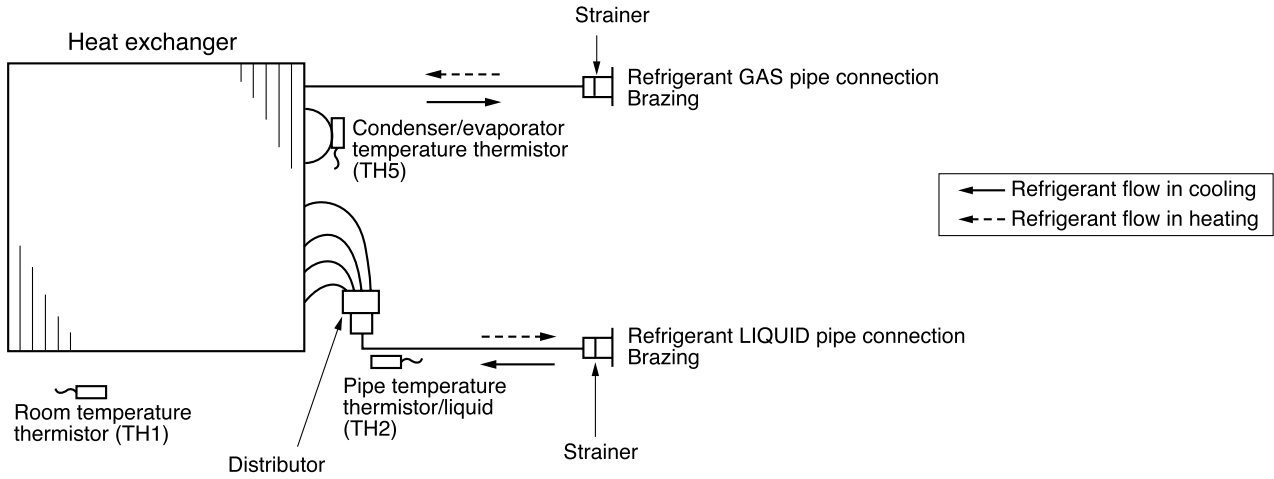 Strainer
Heat exchanger
Refrigerant GAS pipe connection
Brazing
Condenser/evaporator
temperature thermistor
(TH5)
Refrigerant flow in cooling
Refrigerant flow in heating
Refrigerant LIQUID pipe connection
Brazing
Pipe temperature
thermistor/liquid
(TH2)
Room temperature
thermistor (TH1)
Distributor
Strainer